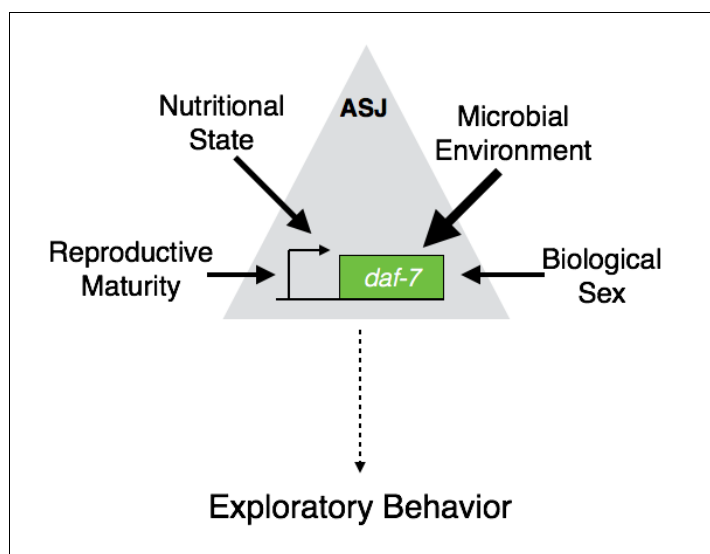 ASJ
Nutritional
State
Microbial
Environment
Reproductive
Maturity
daf-7
Biological
Sex
Exploratory Behavior